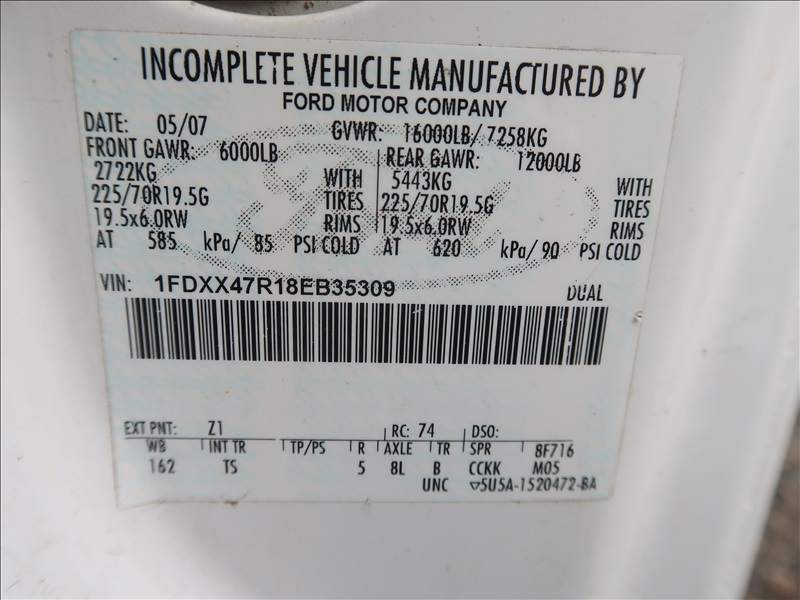 INCOMPLETE VEHICLE MANUFACTURED BY
FORD MOTOR COMPANY
DATE: 05/07 GVWR: 16000LB/ 7258KG
FRONT GAWR: 6000LB REAR GAWR: 12000LB
2722KG WITH 5443KG WITH
225/70R19.5G TIRES 225/70R19.5G TIRES
19.5x6.0RW RIMS 19.5x6.0RW RIMS
AT 585 kPa/ 85 PSI COLD AT 620 kPa/ 90 PSI COLD
VIN: 1FDXX47R18EB35309 DUAL
EXT PNT: Z1 RC: 74 DSO:
WB INT TR TP/PS R AXLE TR SPR 8F716
162 TS 5 8L B CCKK M05
UNC ▽5U5A-1520472-BA